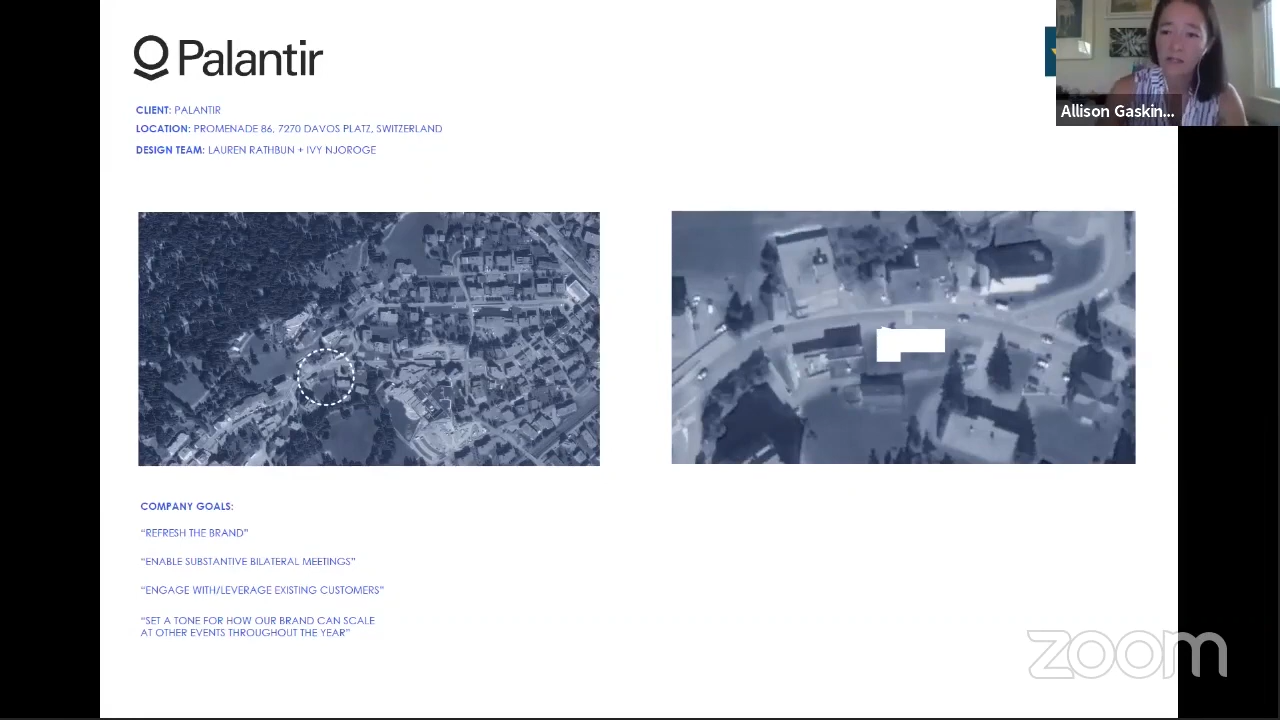 Palantir
Allison Gaskin...
CLIENT: PALANTIR
LOCATION: PROMENADE 86, 7270 DAVOS PLATZ, SWITZERLAND
DESIGN TEAM: LAUREN RATHBUN + IVY NJOROGE
COMPANY GOALS:
“REFRESH THE BRAND”
“ENABLE SUBSTANTIVE BILATERAL MEETINGS”
“ENGAGE WITH/LEVERAGE EXISTING CUSTOMERS”
“SET A TONE FOR HOW OUR BRAND CAN SCALE
AT OTHER EVENTS THROUGHOUT THE YEAR”
zoom